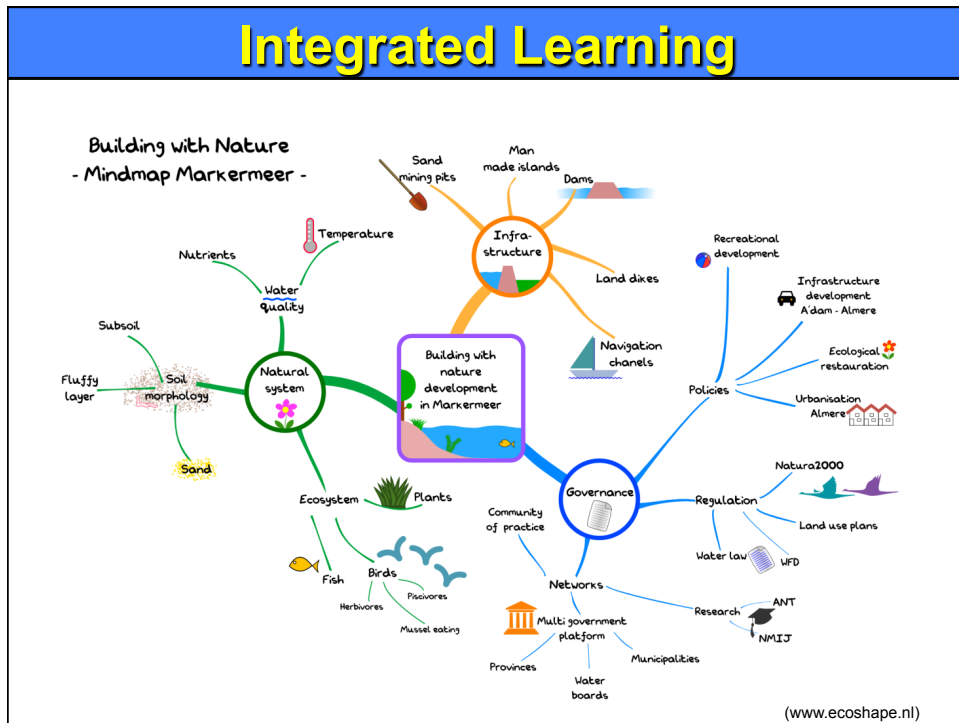 Integrated Learning
Building with Nature
- Mindmap Markermeer -
Sand
mining pits
Man
made islands
Dams
Infra-
structure
Land dikes
Navigation
chanels
Recreational
development
Infrastructure
development
A'dam - Almere
Ecological
restauration
Urbanisation
Almere
Policies
Nutrients
Temperature
Water
quality
Subsoil
Fluffy
layer
Soil
morphology
Sand
Natural
system
Building with
nature
development
in Markermeer
Ecosystem
Plants
Fish
Birds
Herbivores
Piscivores
Mussel eating
Governance
Regulation
Natura2000
Land use plans
WFD
Water law
Community
of practice
Networks
Research
ANT
NMIJ
Multi government
platform
Provinces
Water
boards
Municipalities
(www.ecoshape.nl)